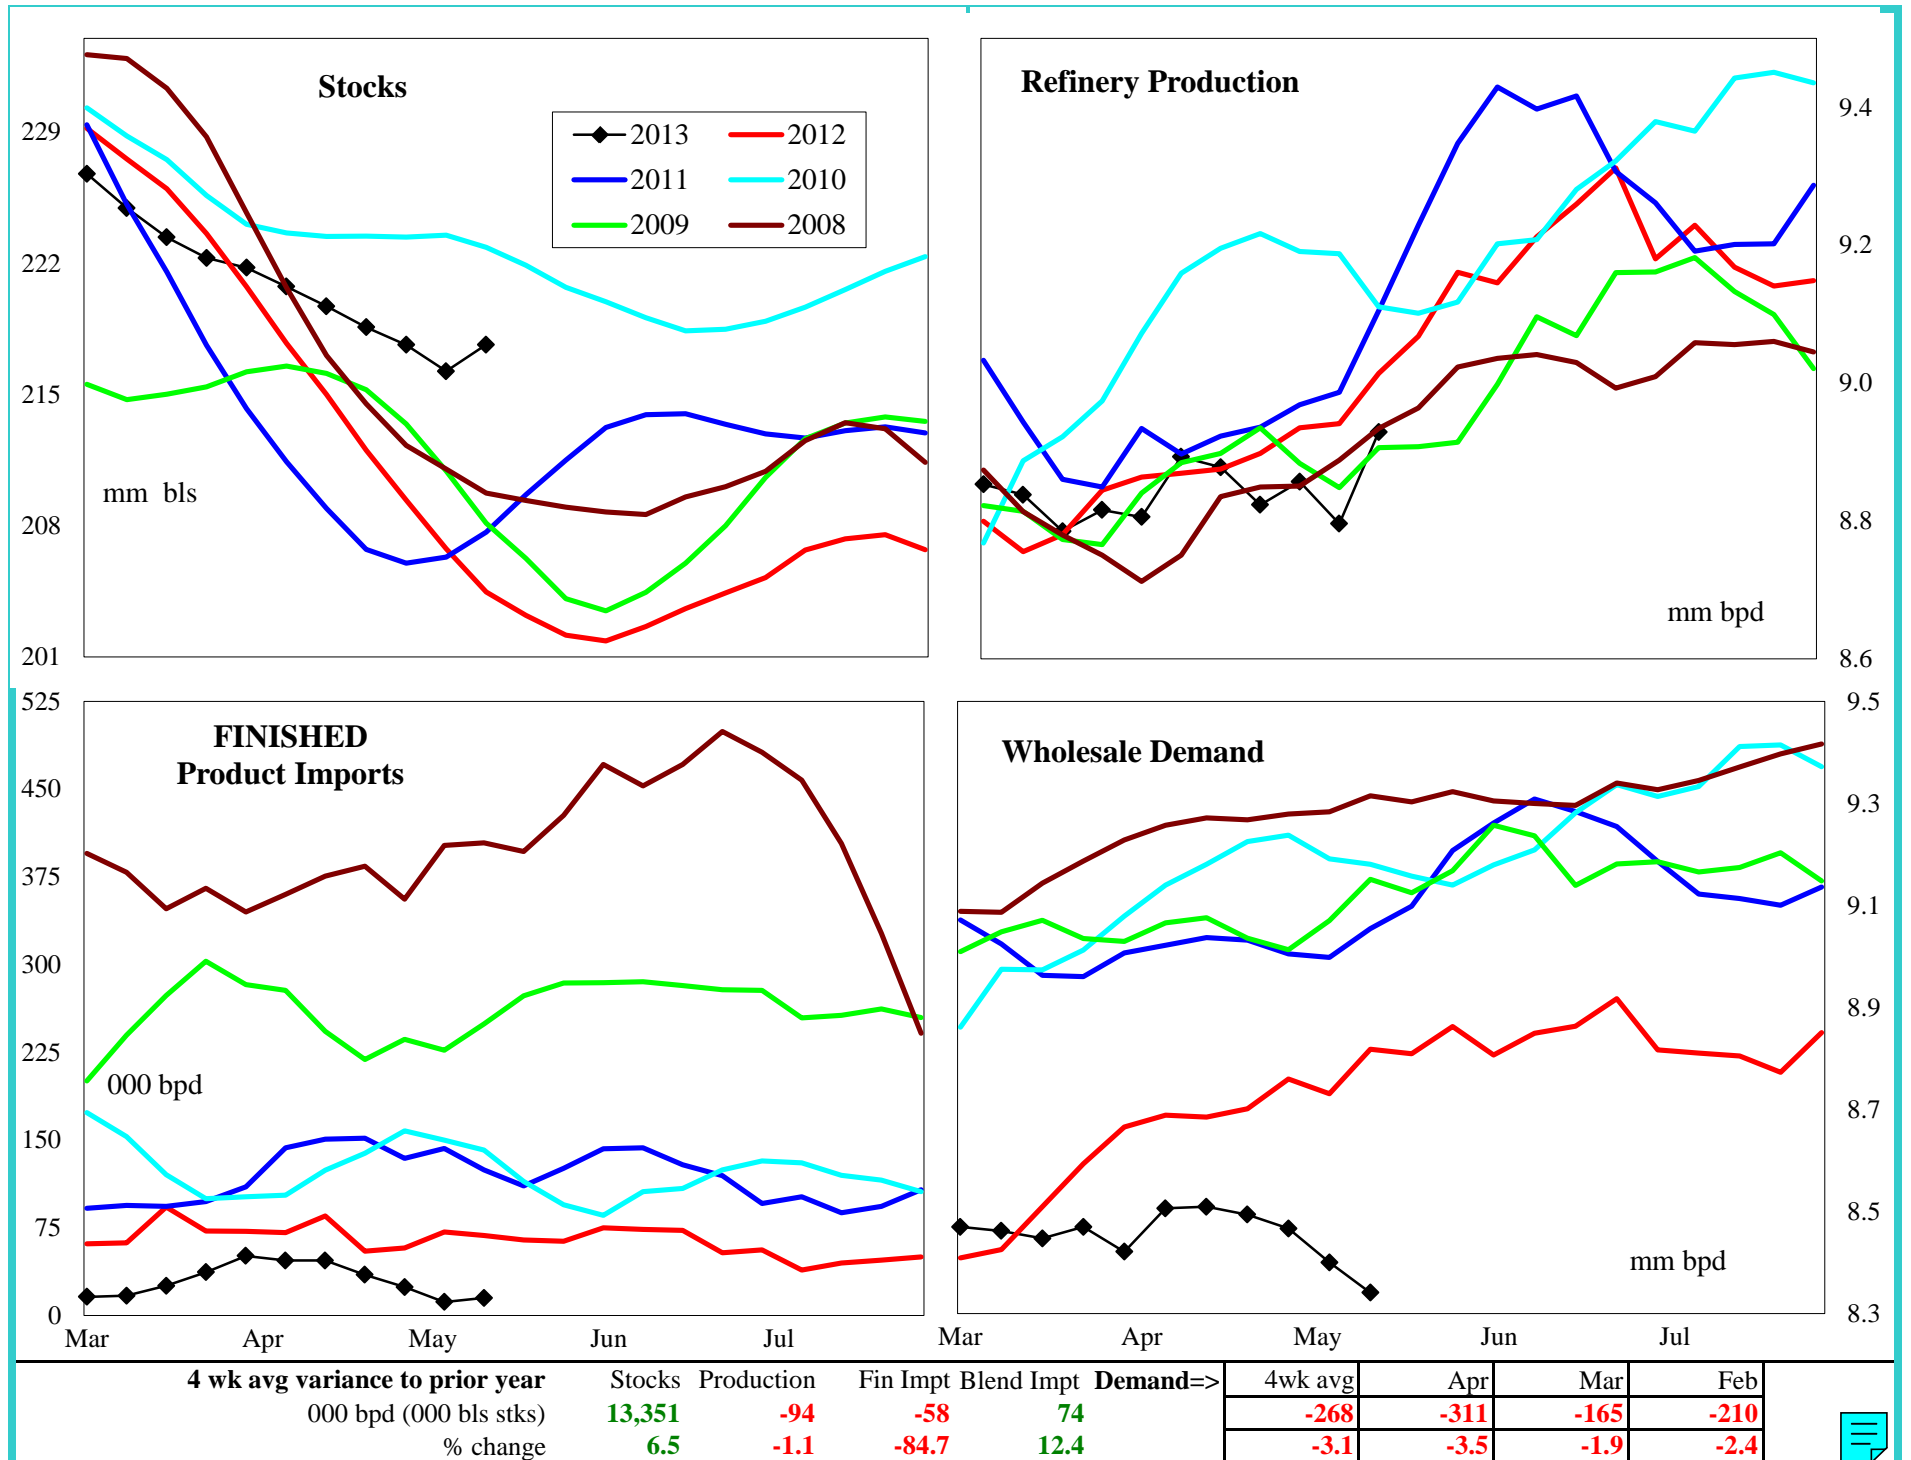 Stocks
229
222
215
208
201
mm bls
2013 2012
2011 2010
2009 2008
Refinery Production
9.4
9.2
9.0
8.8
8.6
mm bpd
FINISHED
Product Imports
525
450
375
300
225
150
75
0
000 bpd
Mar Apr May Jun Jul
Wholesale Demand
9.5
9.3
9.1
8.9
8.7
8.5
8.3
mm bpd
Mar Apr May Jun Jul
4 wk avg variance to prior year Stocks Production Fin Impt Blend Impt Demand=> 4wk avg Apr Mar Feb
000 bpd (000 bls stks) 13,351 -94 -58 74 -268 -311 -165 -210
% change 6.5 -1.1 -84.7 12.4 -3.1 -3.5 -1.9 -2.4